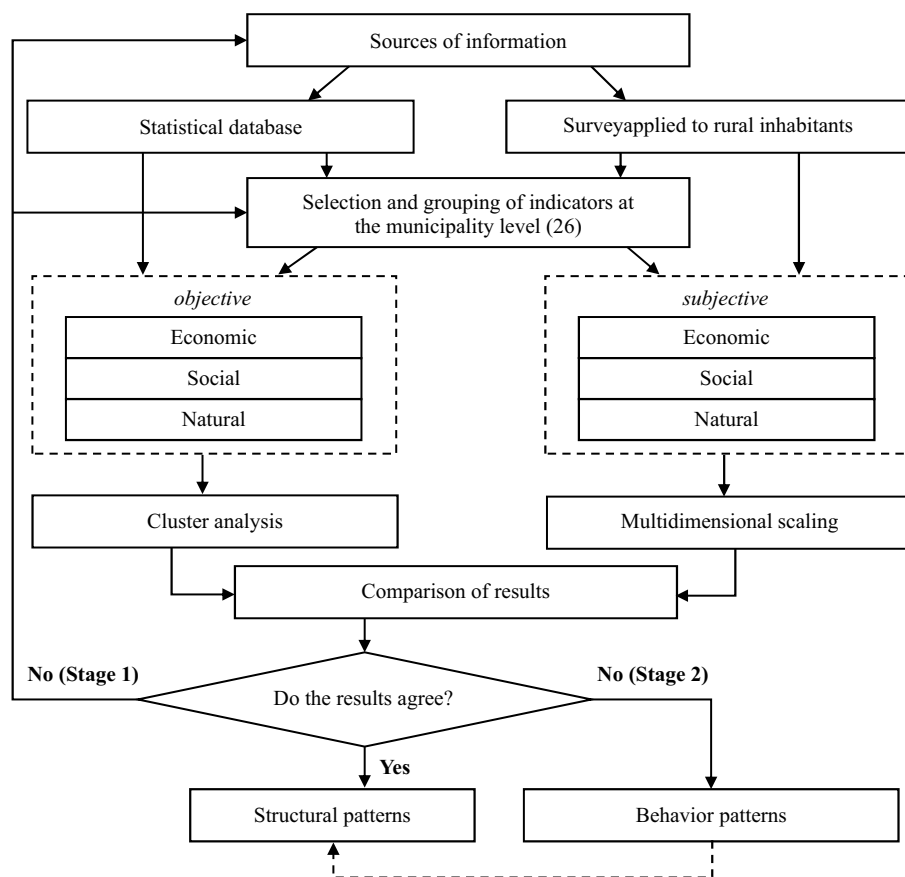 Sources of information
Statistical database
Surveyapplied to rural inhabitants
Selection and grouping of indicators at
the municipality level (26)
objective
Economic
Social
Natural
subjective
Economic
Social
Natural
Cluster analysis
Multidimensional scaling
Comparison of results
No (Stage 1)
Do the results agree?
No (Stage 2)
Yes
Structural patterns
Behavior patterns